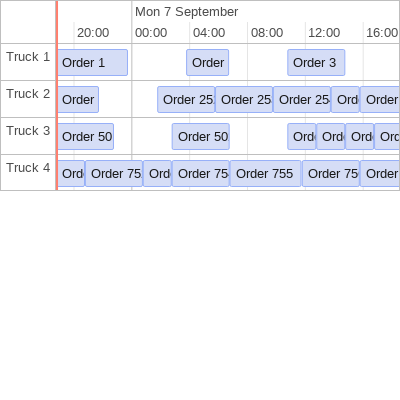 Mon 7 September
20:00 00:00 04:00 08:00 12:00 16:00
Truck 1 Order 1 Order Order 3
Truck 2 Order Order 25 Order 25 Order 25 Ord Order
Truck 3 Order 50 Order 50 Ord Ord Ord Ord
Truck 4 Ord Order 75 Ord Order 75 Order 755 Order 75 Order